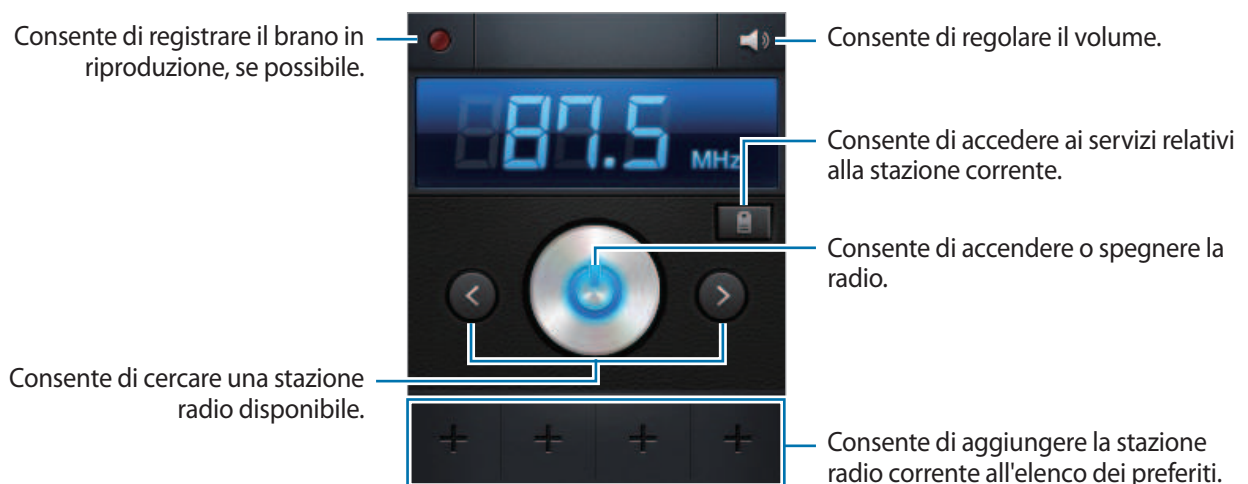 Consente di registrare il brano in
riproduzione, se possibile.
Consente di regolare il volume.
87.5
MHz
Consente di accedere ai servizi relativi
alla stazione corrente.
Consente di accendere o spegnere la
radio.
Consente di cercare una stazione
radio disponibile.
Consente di aggiungere la stazione
radio corrente all'elenco dei preferiti.